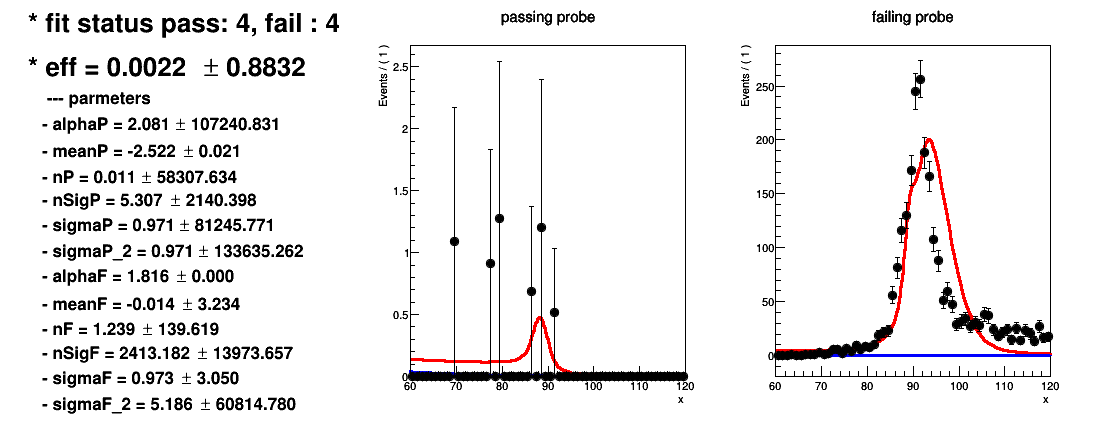 * fit status pass: 4, fail : 4
* eff = 0.0022 ± 0.8832
--- parmeters
- alphaP = 2.081 ± 107240.831
- meanP = -2.522 ± 0.021
- nP = 0.011 ± 58307.634
- nSigP = 5.307 ± 2140.398
- sigmaP = 0.971 ± 81245.771
- sigmaP_2 = 0.971 ± 133635.262
- alphaF = 1.816 ± 0.000
- meanF = -0.014 ± 3.234
- nF = 1.239 ± 139.619
- nSigF = 2413.182 ± 13973.657
- sigmaF = 0.973 ± 3.050
- sigmaF_2 = 5.186 ± 60814.780
passing probe
Events / ( 1 )
2.5
2
1.5
1
0.5
0
60 70 80 90 100 110 120
x
failing probe
Events / ( 1 )
250
200
150
100
50
0
60 70 80 90 100 110 120
x